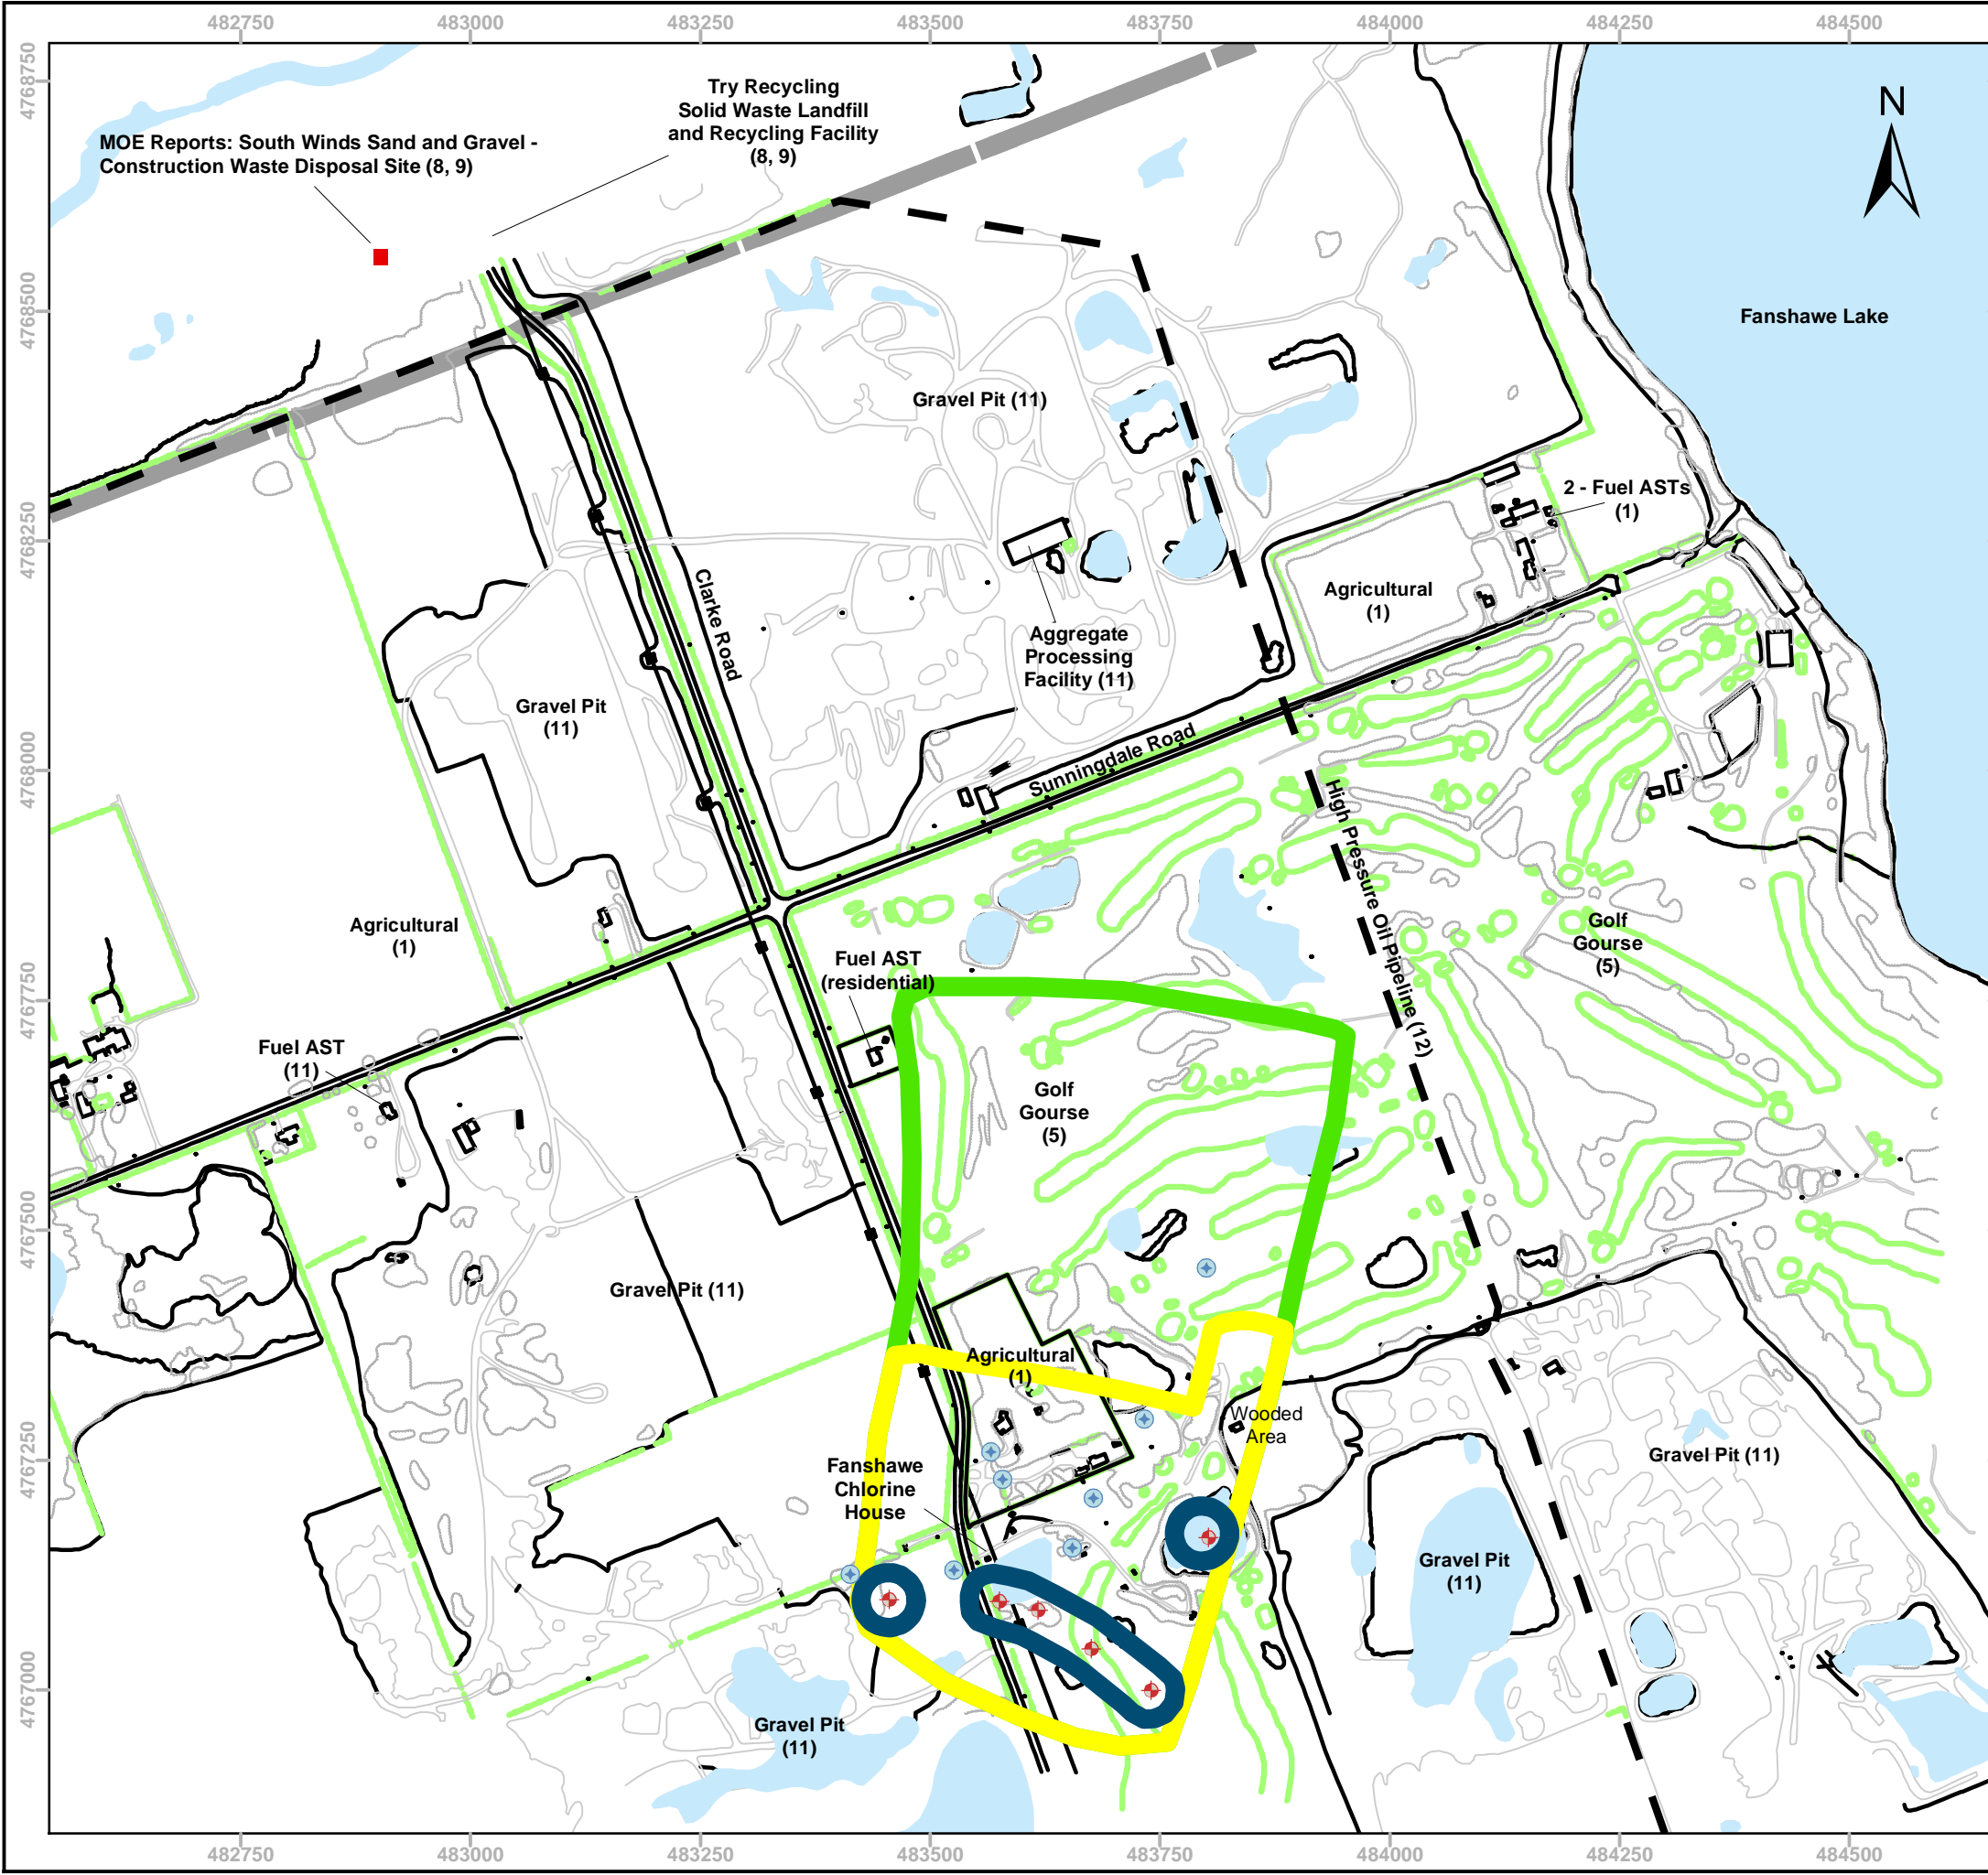 482750 483000 483250 483500 483750 484000 484250 484500
4768750
Try Recycling
Solid Waste Landfill
and Recycling Facility
(8, 9)
MOE Reports: South Winds Sand and Gravel -
Construction Waste Disposal Site (8, 9)
N
4768500
Fanshawe Lake
Gravel Pit (11)
2 - Fuel ASTs
(1)
4768250
Clarke Road
Agricultural
(1)
Aggregate
Processing
Facility (11)
Gravel Pit
(11)
4768000
Sunningdale Road
High Pressure Oil Pipeline (12)
Agricultural
(1)
Golf
Gourse
(5)
Fuel AST
(residential)
4767750
Fuel AST
(11)
Golf
Gourse
(5)
4767500
Gravel Pit (11)
Agricultural
(1)
Wooded
Area
4767250
Gravel Pit (11)
Fanshawe
Chlorine
House
Gravel Pit
(11)
4767000
Gravel Pit
(11)
482750 483000 483250 483500 483750 484000 484250 484500